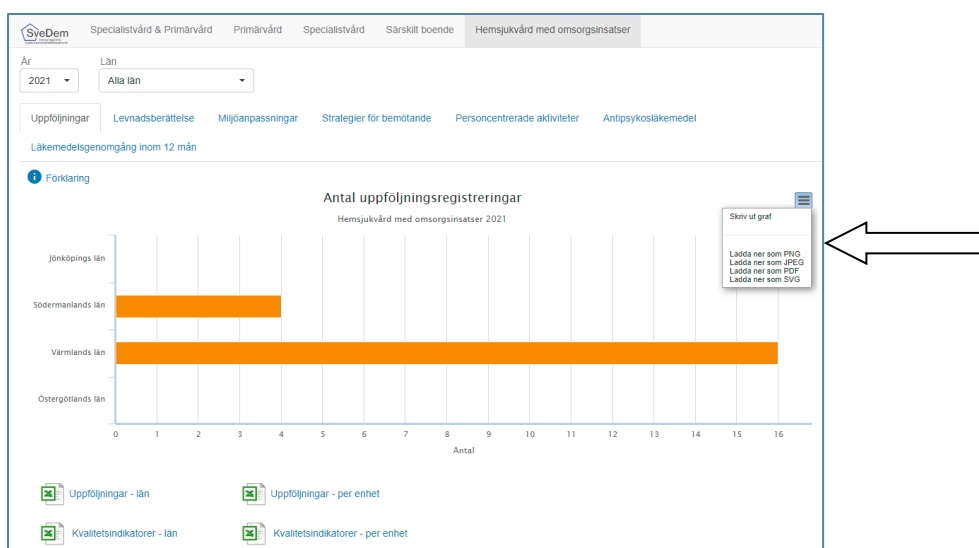 SveDem
Specialistvård & Primärvård Primärvård Specialistvård Särskilt boende Hemsjukvård med omsorgsinsatser
År Län
2021 Alla län
Uppföljningar Levnadsberättelse Miljöanpassningar Strategier för bemötande Personcentrerade aktiviteter Antipsykosläkemedel
Läkemedelsgenomgång inom 12 mån
Förklaring
Antal uppföljningsregistreringar
Hemsjukvård med omsorgsinsatser 2021
Skriv ut graf
Ladda ner som PNG
Ladda ner som JPEG
Ladda ner som PDF
Ladda ner som SVG
Jönköpings län
Södermanlands län
Värmlands län
Östergötlands län
0 1 2 3 4 5 6 7 8 9 10 11 12 13 14 15 16
Antal
Uppföljningar - län Uppföljningar - per enhet
Kvalitetsindikatorer - län Kvalitetsindikatorer - per enhet